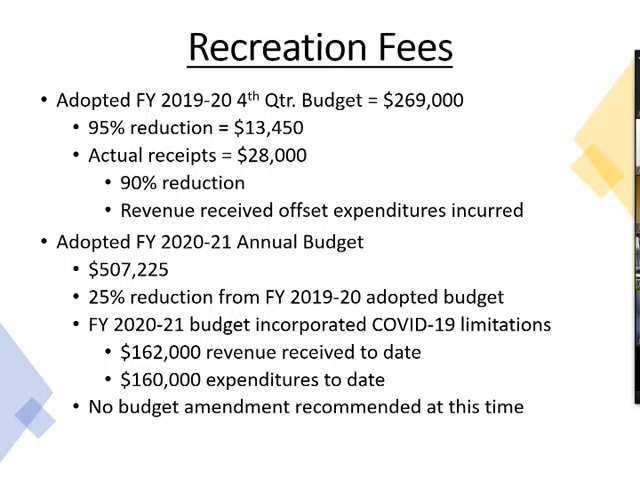 Recreation Fees
• Adopted FY 2019-20 4th Qtr. Budget = $269,000
• 95% reduction = $13,450
• Actual receipts = $28,000
• 90% reduction
• Revenue received offset expenditures incurred
• Adopted FY 2020-21 Annual Budget
• $507,225
• 25% reduction from FY 2019-20 adopted budget
• FY 2020-21 budget incorporated COVID-19 limitations
• $162,000 revenue received to date
• $160,000 expenditures to date
• No budget amendment recommended at this time